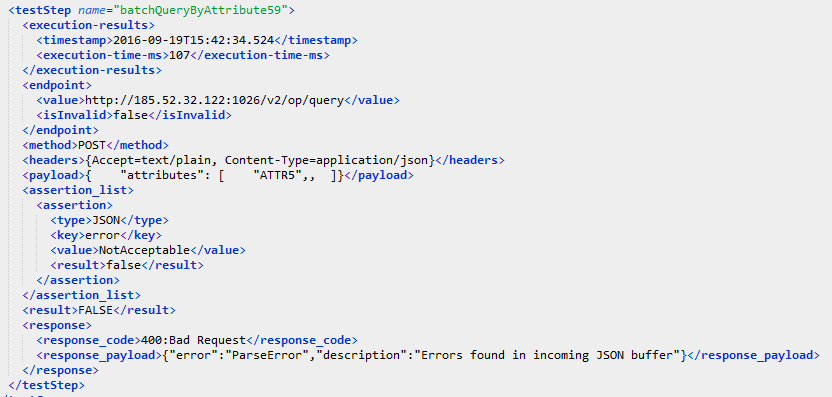 <testStep name="batchQueryByAttribute59">
<execution-results>
<timestamp>2016-09-19T15:42:34.524</timestamp>
<execution-time-ms>107</execution-time-ms>
</execution-results>
<endpoint>
<value>http://185.52.32.122:1026/v2/op/query</value>
<isInvalid>false</isInvalid>
</endpoint>
<method>POST</method>
<headers>{Accept=text/plain, Content-Type=application/json}</headers>
<payload>{    "attributes": [    "ATTR5",,  ]}</payload>
<assertion_list>
<assertion>
<type>JSON</type>
<key>error</key>
<value>NotAcceptable</value>
<result>false</result>
</assertion>
</assertion_list>
<result>FALSE</result>
<response>
<response_code>400:Bad Request</response_code>
<response_payload>{"error":"ParseError","description":"Errors found in incoming JSON buffer"}</response_payload>
</response>
</testStep>